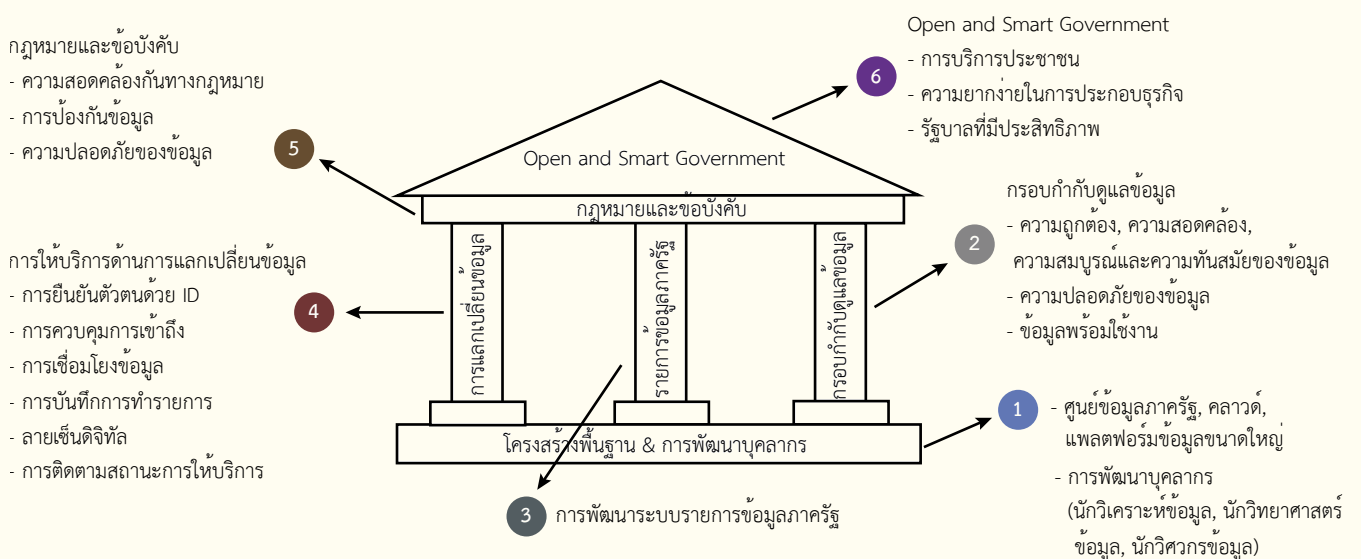 กฎหมายและข้อบังคับ
- ความสอดคล้องกันทางกฎหมาย
- การป้องกันข้อมูล
- ความปลอดภัยของข้อมูล
5
Open and Smart Government
- การบริการประชาชน
- ความยากง่ายในการประกอบธุรกิจ
- รัฐบาลที่มีประสิทธิภาพ
6
Open and Smart Government
กฎหมายและขอบังคับ
การแลกเปลี่ยนข้อมูล
รายการข้อมูลภาครัฐ
กรอบกำกับดูแลข้อมูล
โครงสร้างพื้นฐาน & การพัฒนาบุคลากร
กรอบกำกับดูแลข้อมูล
- ความถูกต้อง, ความสอดคล้อง,
ความสมบูรณ์และความทันสมัยของข้อมูล
- ความปลอดภัยของข้อมูล
- ข้อมูลพร้อมใช้งาน
2
การให้บริการด้านการแลกเปลี่ยนข้อมูล
- การยืนยันตัวตนด้วย ID
- การควบคุมการเข้าถึง
- การเชื่อมโยงข้อมูล
- การบันทึกการทำรายการ
- ลายเซ็นดิจิทัล
- การติดตามสถานะการให้บริการ
4
1
- ศูนย์ข้อมูลภาครัฐ, คลาวด์,
แพลตฟอร์มข้อมูลขนาดใหญ่
- การพัฒนาบุคลากร
(นักวิเคราะห์ข้อมูล, นักวิทยาศาสตร์
ข้อมูล, นักวิศวกรข้อมูล)
3 การพัฒนาระบบรายการข้อมูลภาครัฐ